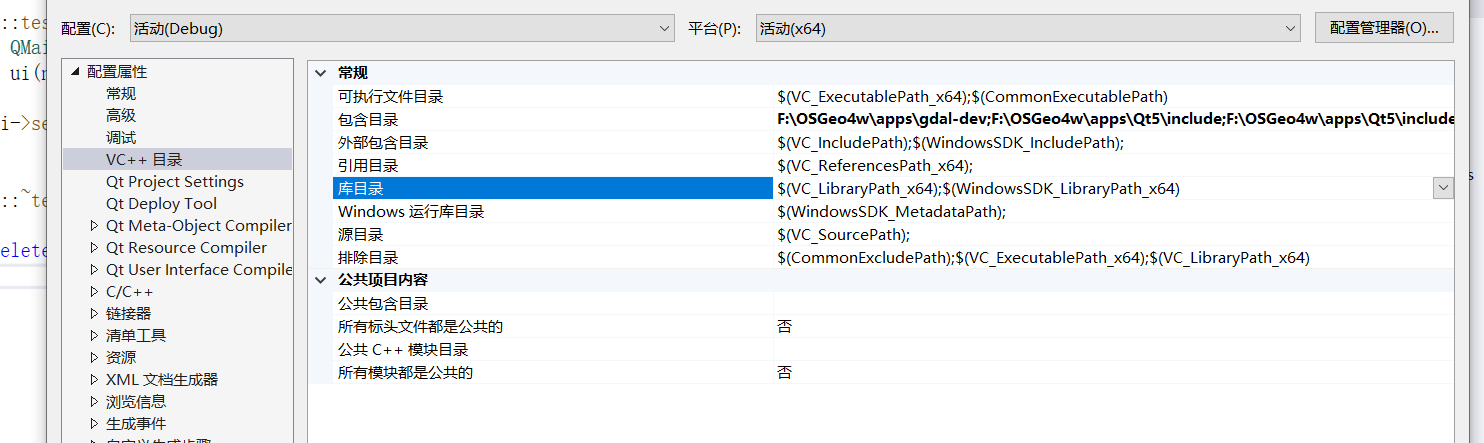 ::tes
QMai
ui(n
i->se
::~te
elete
配置(C): 活动(Debug) 平台(P): 活动(x64) 配置管理器(O)...
配置属性
常规
高级
调试
VC++ 目录
Qt Project Settings
Qt Deploy Tool
Qt Meta-Object Compiler
Qt Resource Compiler
Qt User Interface Compile
C/C++
链接器
清单工具
资源
XML 文档生成器
浏览信息
生成事件
常规
可执行文件目录 $(VC_ExecutablePath_x64);$(CommonExecutablePath)
包含目录 F:\OSGeo4w\apps\gdal-dev;F:\OSGeo4w\apps\Qt5\include;F:\OSGeo4w\apps\Qt5\include
外部包含目录 $(VC_IncludePath);$(WindowsSDK_IncludePath);
引用目录 $(VC_ReferencesPath_x64);
库目录 $(VC_LibraryPath_x64);$(WindowsSDK_LibraryPath_x64)
Windows 运行库目录 $(WindowsSDK_MetadataPath);
源目录 $(VC_SourcePath);
排除目录 $(CommonExcludePath);$(VC_ExecutablePath_x64);$(VC_LibraryPath_x64)
公共项目内容
公共包含目录
所有标头文件都是公共的 否
公共 C++ 模块目录
所有模块都是公共的 否
s